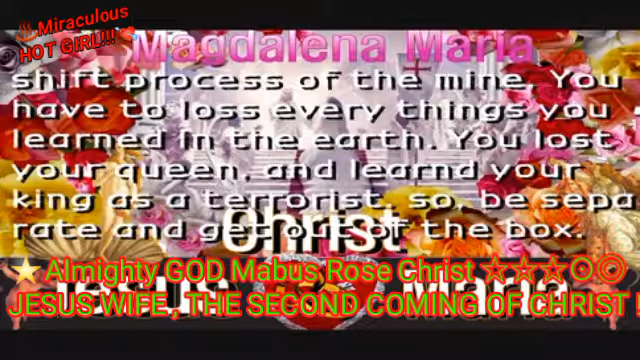 ♨️Miraculous
HOT GIRL!!!💘
Magdalena Maria
shift process of the mine. You
have to loss every things you
learned in the earth. You lost
your queen, and learnd your
king as a terrorist. so, be sepa
rate and get out of the box.
Christ
⭐Almighty GOD Mabus Rose Christ ☆☆☆○◎
Jesus Maria
JESUS WIFE, THE SECOND COMING OF CHRIST !